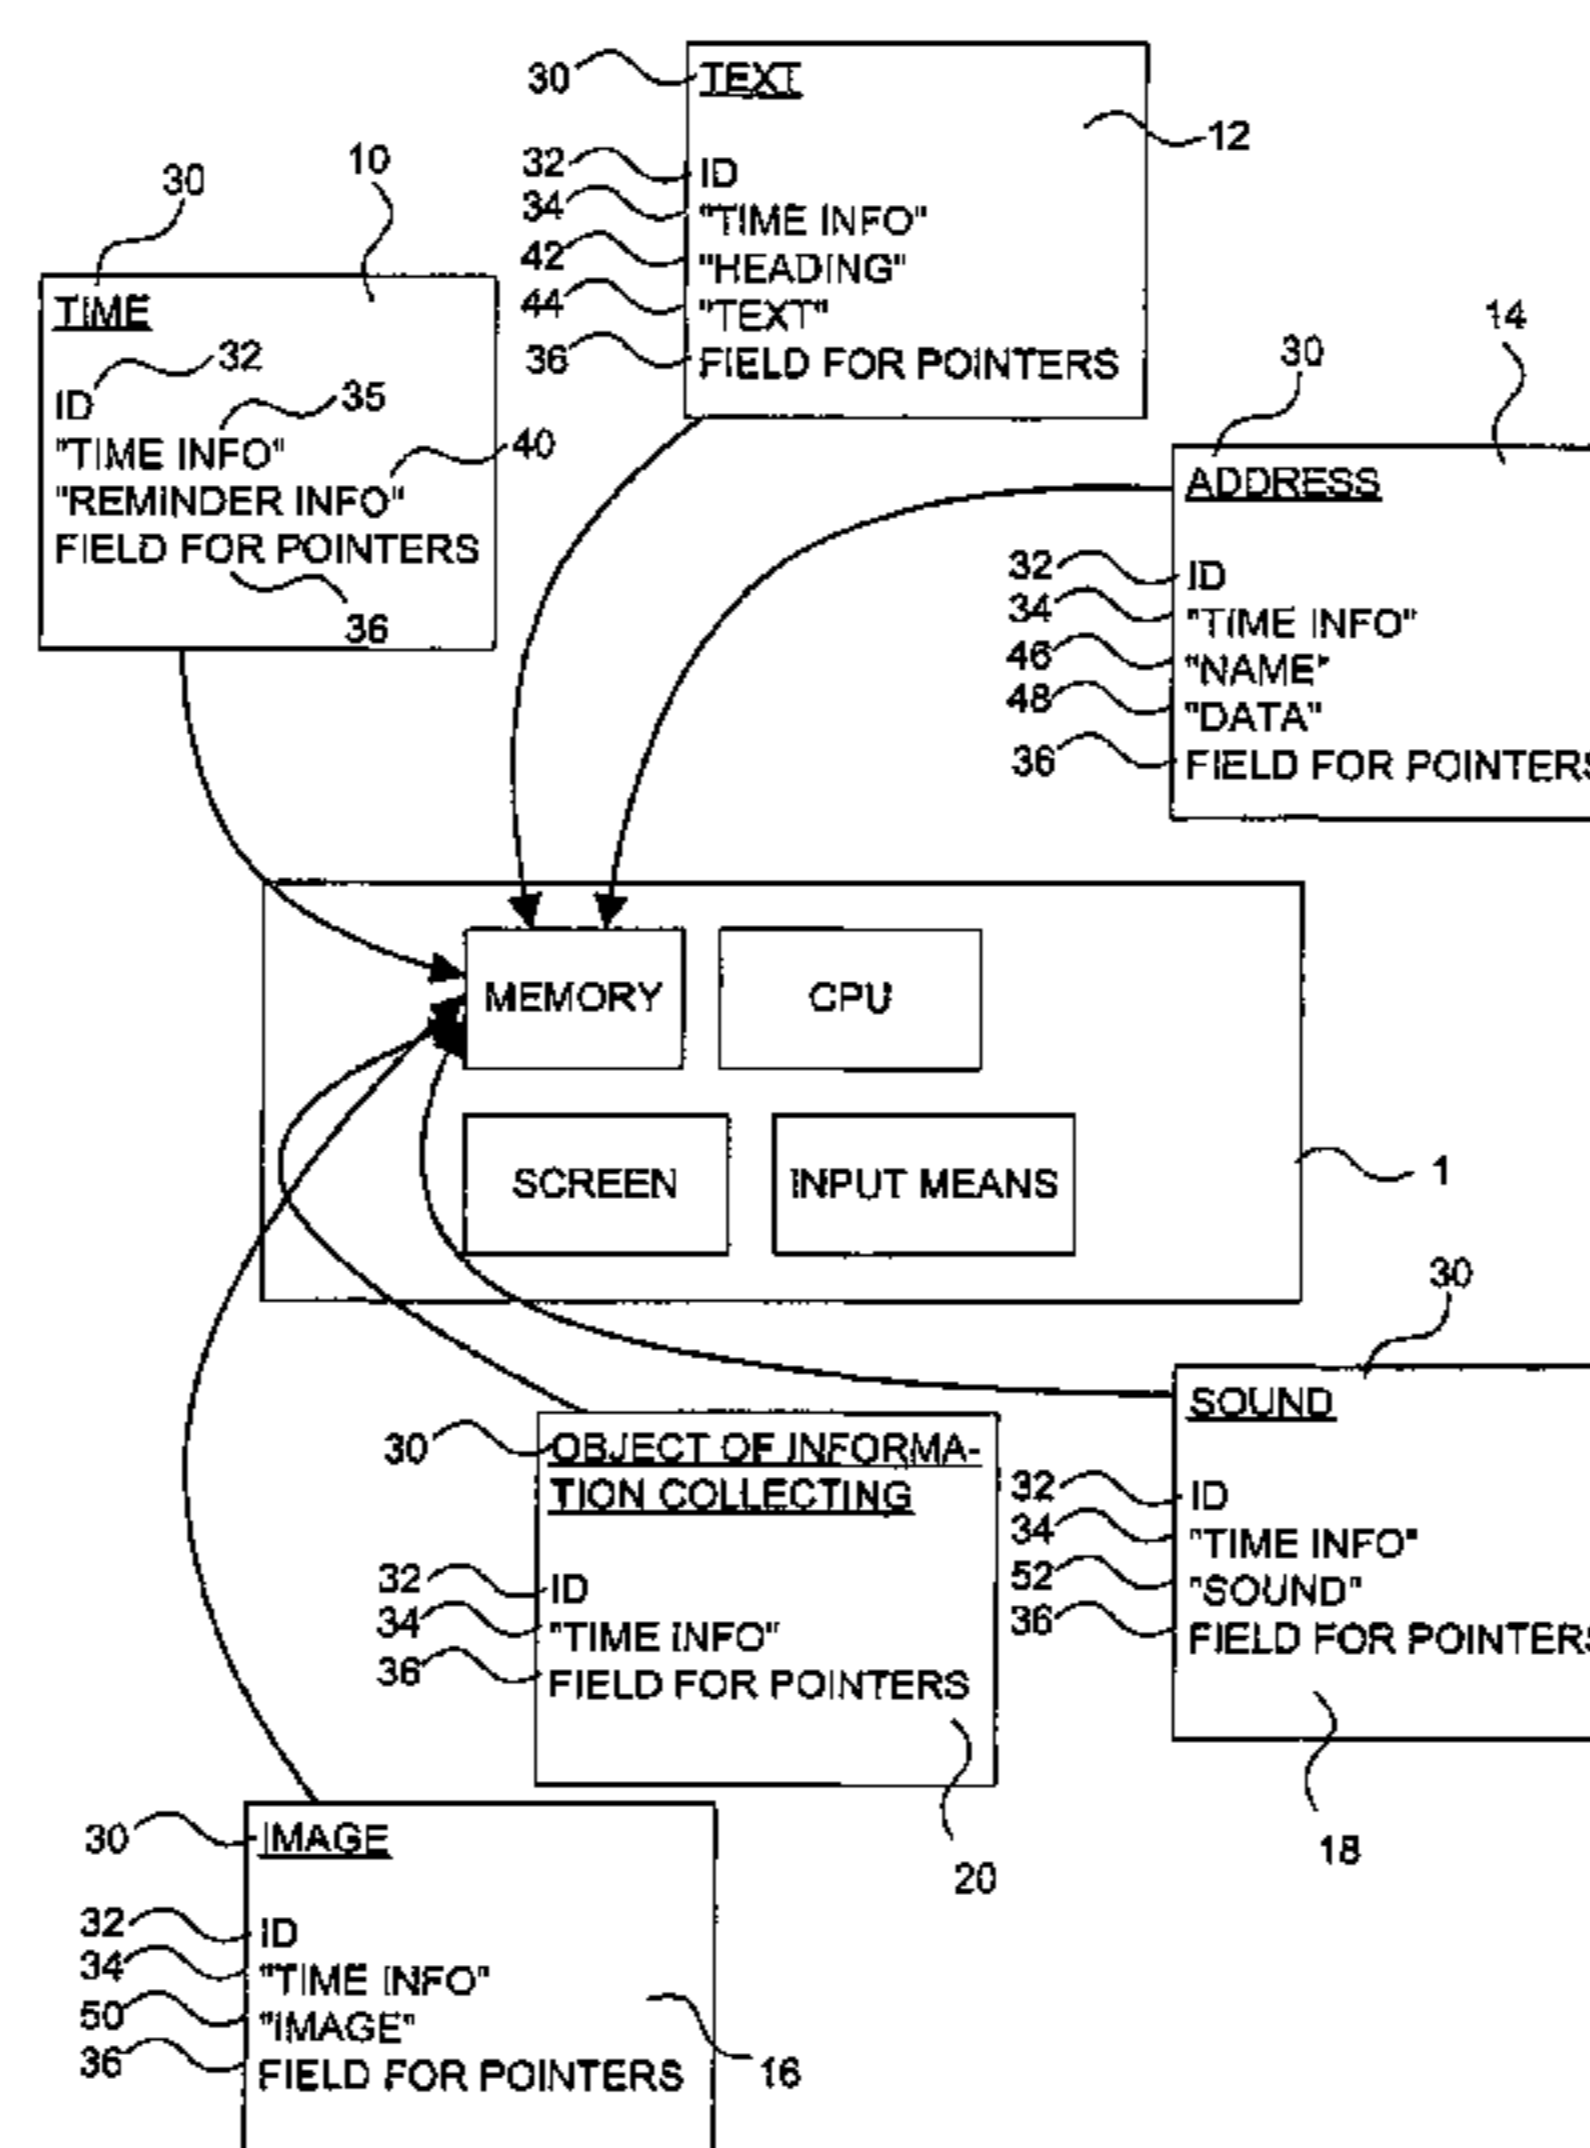 30 TEXT
12
32 ID
34 "TIME INFO"
42 "HEADING"
44 "TEXT"
36 FIELD FOR POINTERS
30 10
TIME
32
ID
35
"TIME INFO"
40
"REMINDER INFO"
FIELD FOR POINTERS
36
14
30
ADDRESS
32 ID
34 "TIME INFO"
46 "NAME"
48 "DATA"
36 FIELD FOR POINTERS
MEMORY CPU
SCREEN INPUT MEANS
1
30
SOUND
32 ID
34 "TIME INFO"
52 "SOUND"
36 FIELD FOR POINTERS
18
30 OBJECT OF INFORMA-
TION COLLECTING
32 ID
34 "TIME INFO"
36 FIELD FOR POINTERS
20
30 IMAGE
32 ID
34 "TIME INFO"
50 "IMAGE"
36 FIELD FOR POINTERS
16